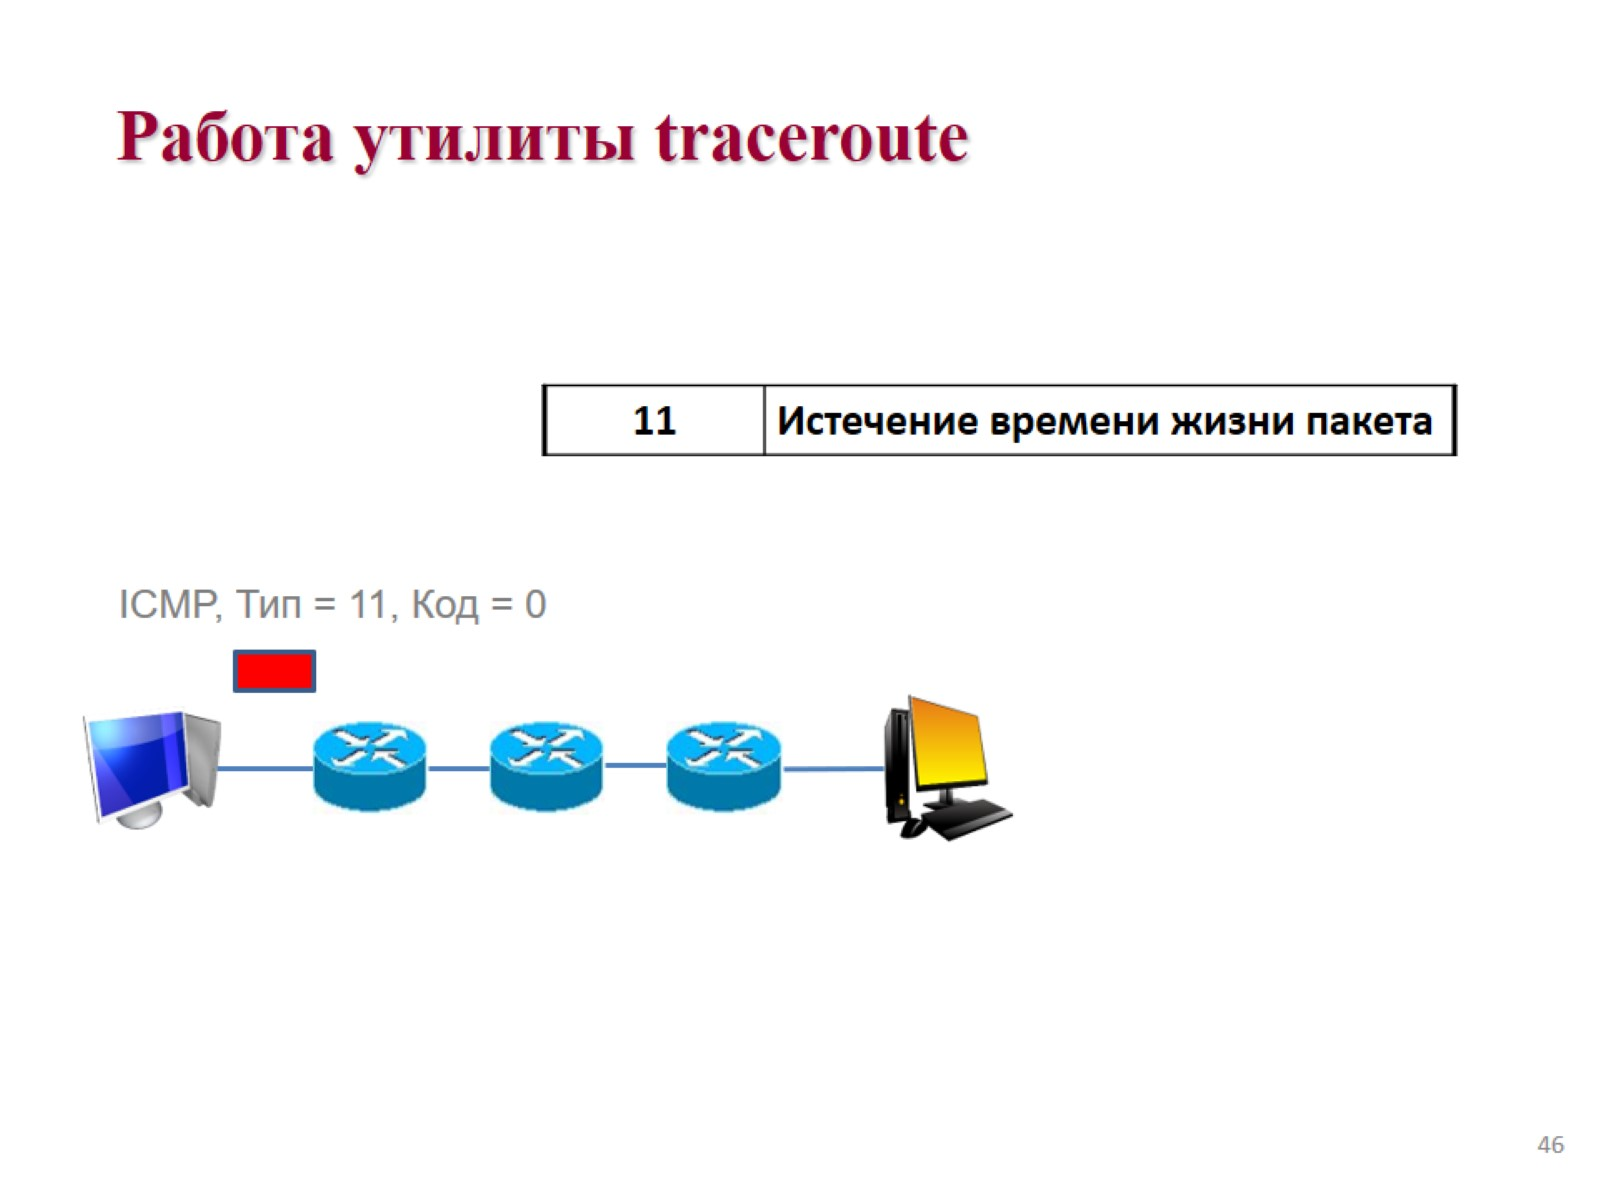 Работа утилиты traceroute
11 Истечение времени жизни пакета
ICMP, Тип = 11, Код = 0
46